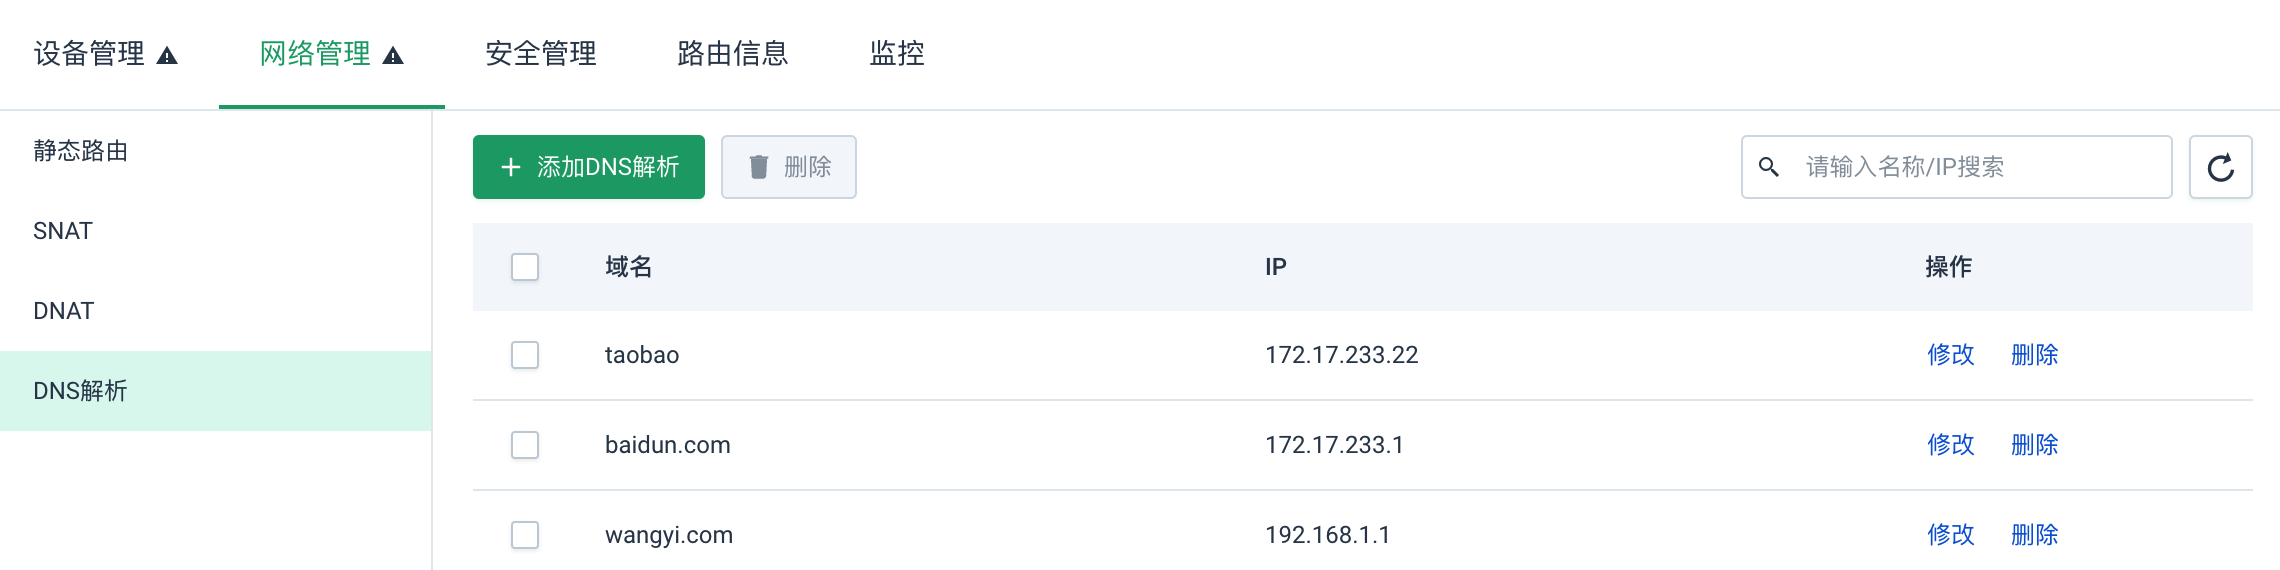 设备管理 网络管理 安全管理 路由信息 监控
静态路由
SNAT
DNAT
DNS解析
添加DNS解析 删除 请输入名称/IP搜索
域名 IP 操作
taobao 172.17.233.22 修改 删除
baidun.com 172.17.233.1 修改 删除
wangyi.com 192.168.1.1 修改 删除